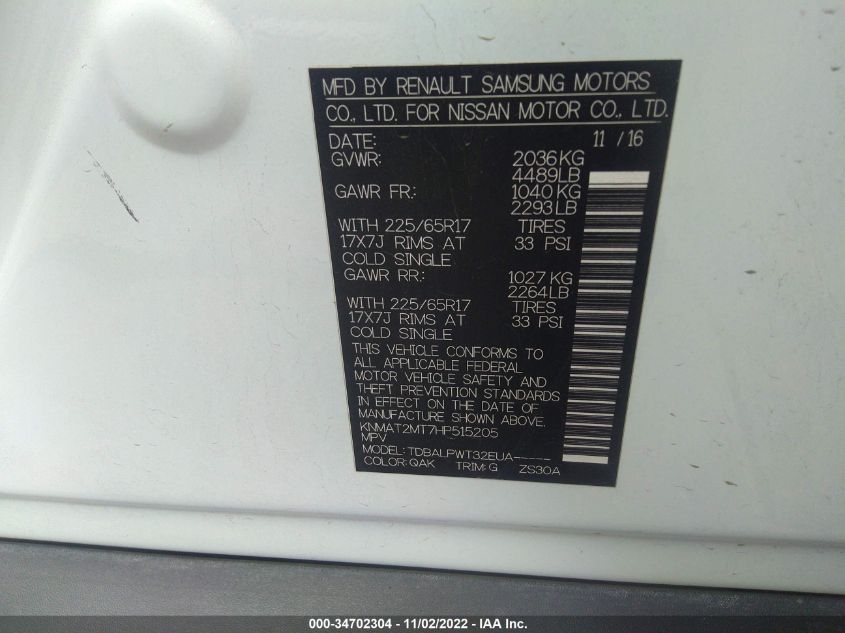 MFD BY RENAULT SAMSUNG MOTORS
CO., LTD. FOR NISSAN MOTOR CO., LTD.
DATE: 11 / 16
GVWR: 2036KG
4489LB
GAWR FR.: 1040 KG
2293LB
WITH 225/65R17 TIRES
17X7J RIMS AT 33 PSI
COLD SINGLE
GAWR RR.: 1027 KG
2264LB
WITH 225/65R17 TIRES
17X7J RIMS AT 33 PSI
COLD SINGLE
THIS VEHICLE CONFORMS TO
ALL APPLICABLE FEDERAL
MOTOR VEHICLE SAFETY AND
THEFT PREVENTION STANDARDS
IN EFFECT ON THE DATE OF
MANUFACTURE SHOWN ABOVE.
KNMAT2MT7HP515205
MPV
MODEL: TDBALPWT32EUA-----
COLOR: QAK TRIM: G ZS30A
000-34702304 - 11/02/2022 - IAA Inc.